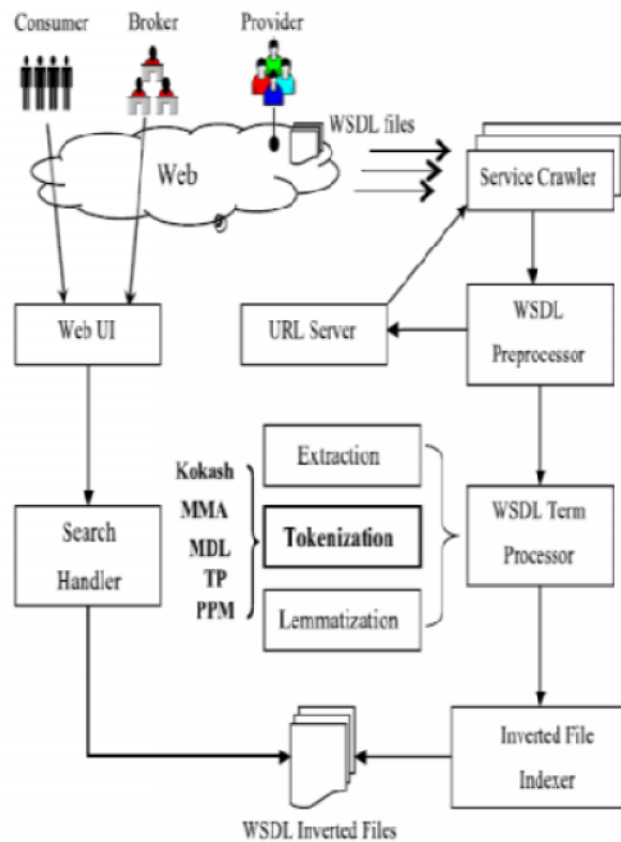 Consumer
Broker
Provider
WSDL files
Web
Service Crawler
Web UI
URL Server
WSDL
Preprocessor
Kokash
MMA
MDL
TP
PPM
Extraction
Tokenization
Lemmatization
WSDL Term
Processor
Search
Handler
Inverted File
Indexer
WSDL Inverted Files